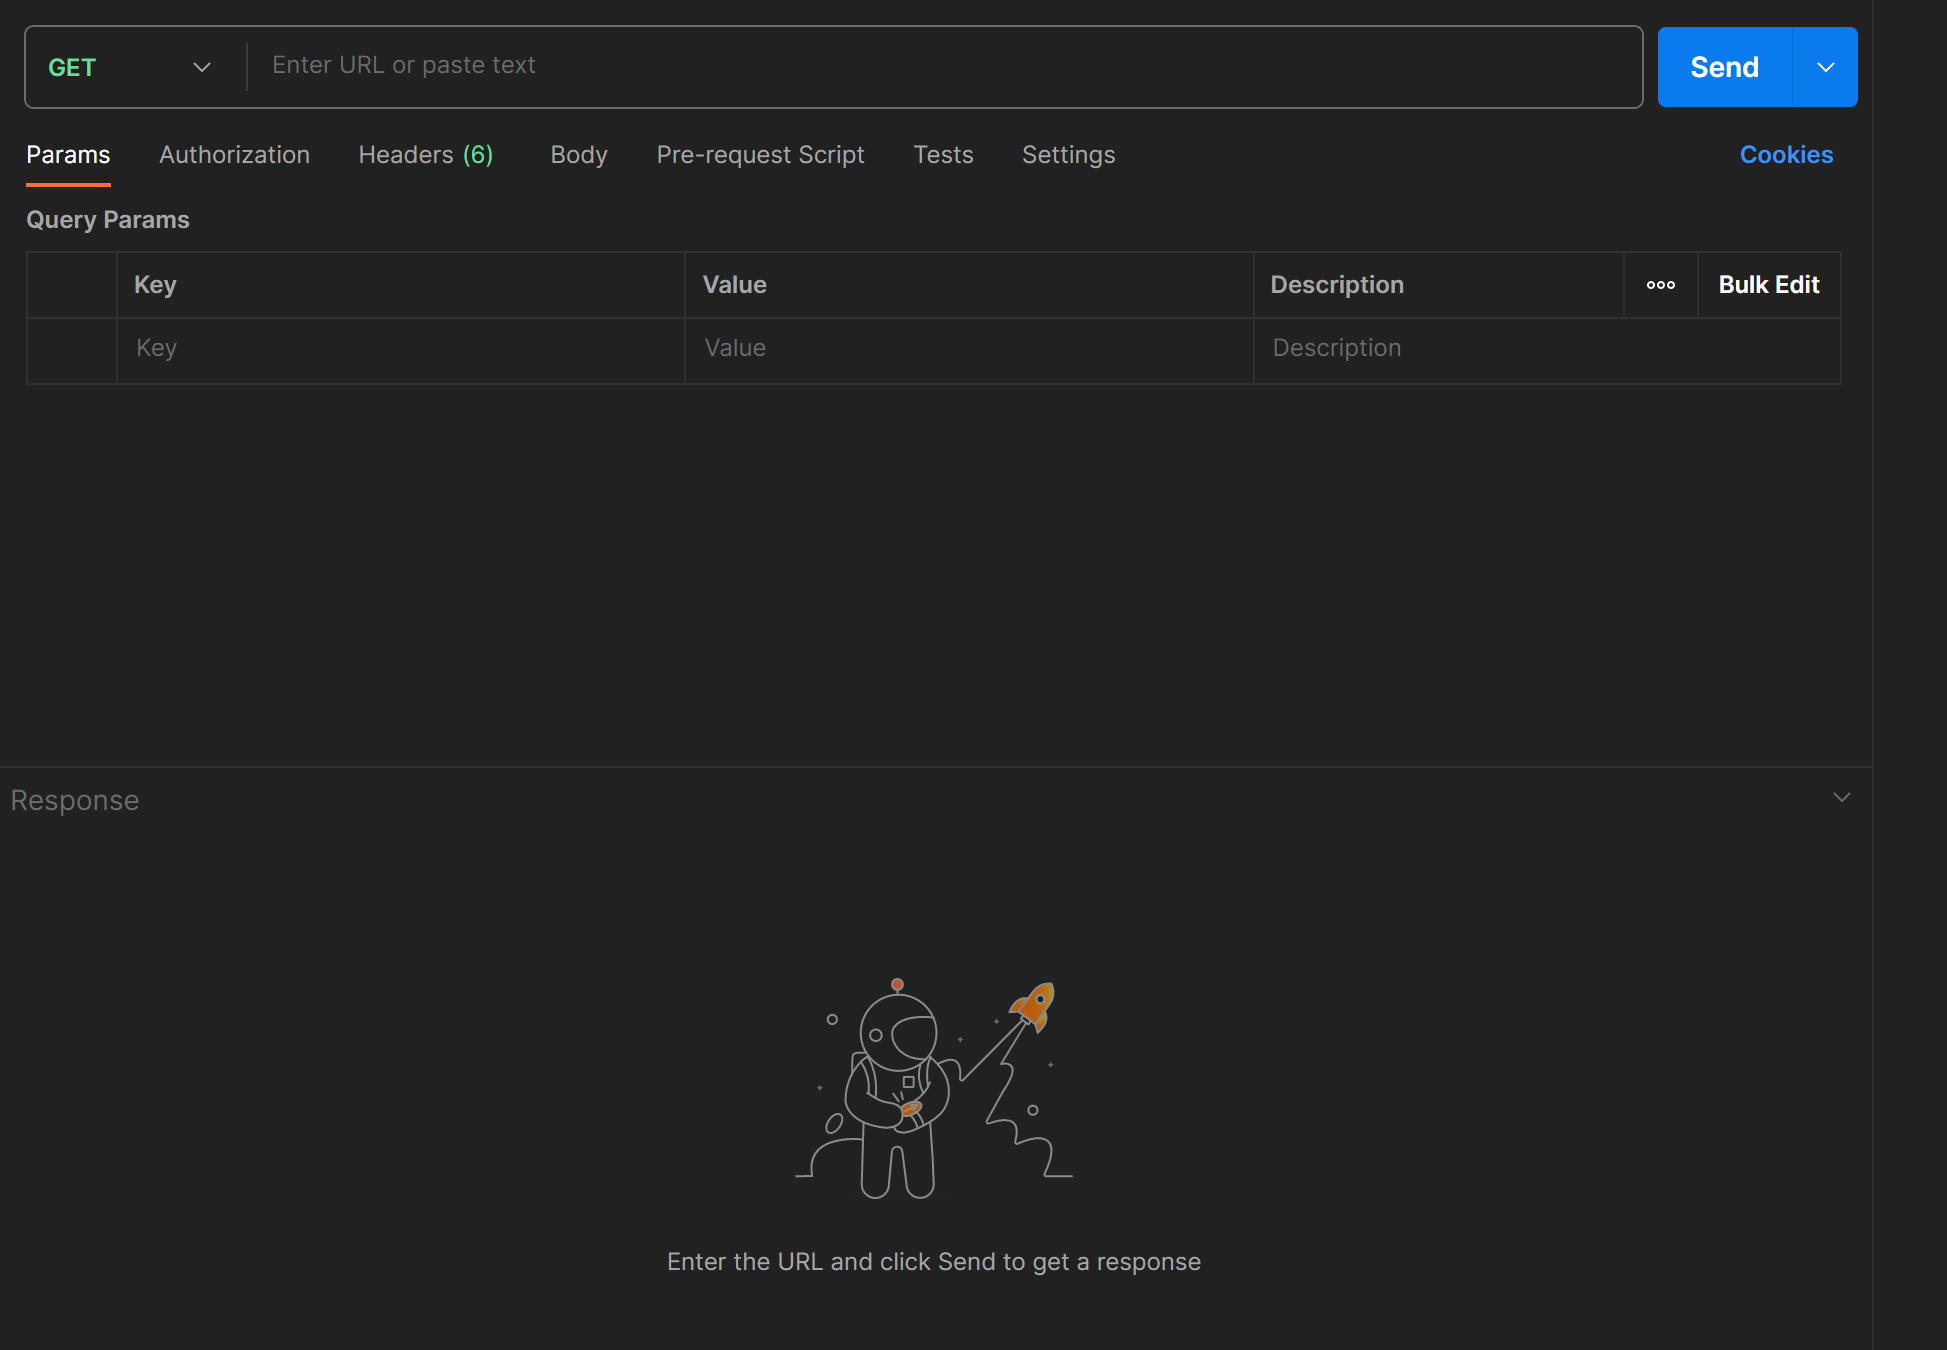 GET Enter URL or paste text Send
Params Authorization Headers (6) Body Pre-request Script Tests Settings Cookies
Query Params
Key Value Description Bulk Edit
Key Value Description
Response
Enter the URL and click Send to get a response